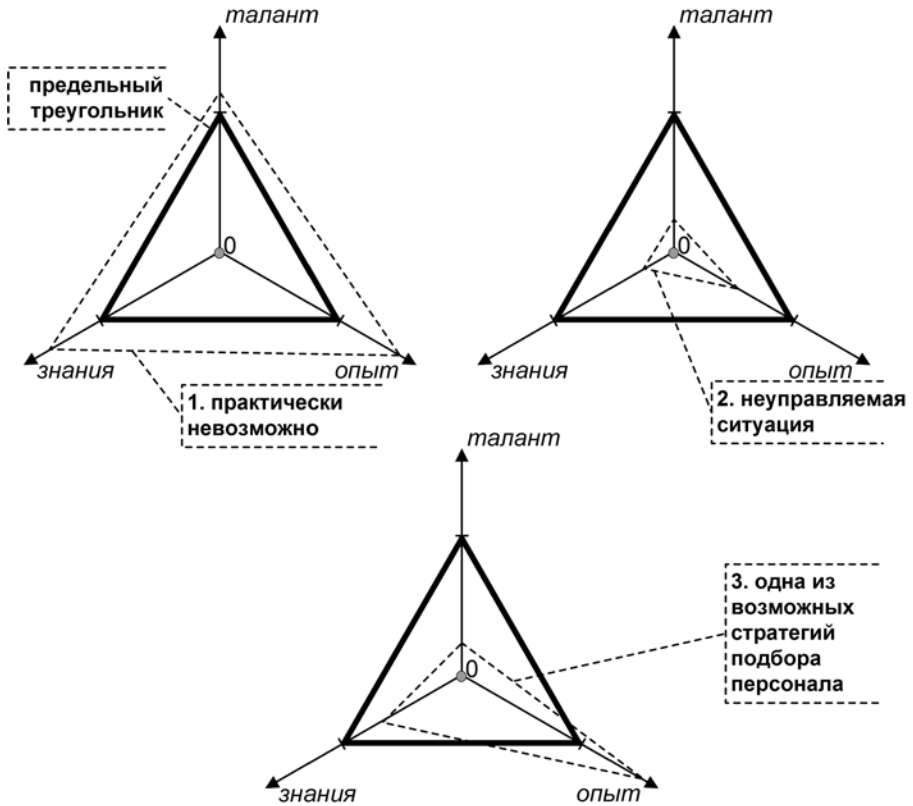 талант
предельный
треугольник
0
знания
опыт
1. практически
невозможно
талант
0
знания
опыт
2. неуправляемая
ситуация
талант
0
знания
опыт
3. одна из
возможных
стратегий
подбора
персонала